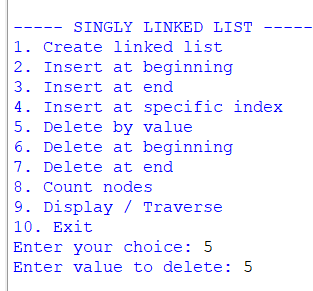 ----- SINGLY LINKED LIST -----
1. Create linked list
2. Insert at beginning
3. Insert at end
4. Insert at specific index
5. Delete by value
6. Delete at beginning
7. Delete at end
8. Count nodes
9. Display / Traverse
10. Exit
Enter your choice: 5
Enter value to delete: 5